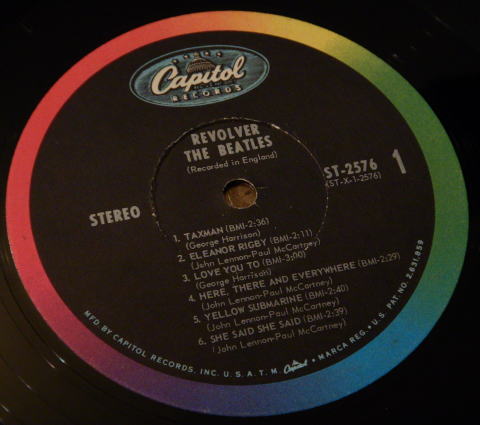 Capitol
RECORDS
REVOLVER
THE BEATLES
(Recorded in England)
STEREO
ST-2576
(ST-X-1-2576)
1
1. TAXMAN (BMI-2:36)
(George Harrison)
2. ELEANOR RIGBY (BMI-2:11)
(John Lennon-Paul McCartney)
3. LOVE YOU TO (BMI-3:00)
(George Harrison)
4. HERE, THERE AND EVERYWHERE (BMI-2:29)
(John Lennon-Paul McCartney)
5. YELLOW SUBMARINE (BMI-2:40)
(John Lennon-Paul McCartney)
6. SHE SAID SHE SAID (BMI-2:39)
(John Lennon-Paul McCartney)
MFD BY CAPITOL RECORDS, INC. U.S.A. T.M. Capitol MARCA REG. • U.S. PAT. NO. 2,631,859